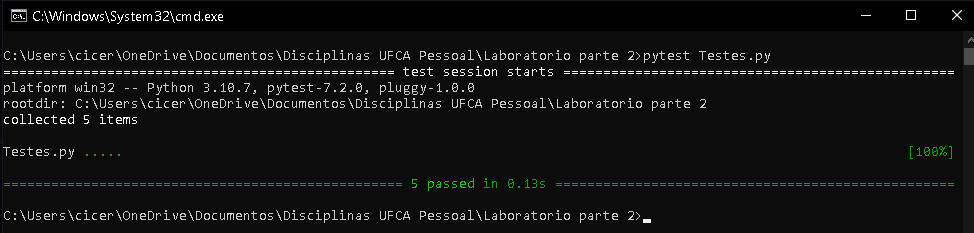 C:\Windows\System32\cmd.exe
C:\Users\cicer\OneDrive\Documentos\Disciplinas UFCA Pessoal\Laboratorio parte 2>pytest Testes.py
================================================== test session starts =================================================
platform win32 -- Python 3.10.7, pytest-7.2.0, pluggy-1.0.0
rootdir: C:\Users\cicer\OneDrive\Documentos\Disciplinas UFCA Pessoal\Laboratorio parte 2
collected 5 items
Testes.py ..... [100%]
================================================== 5 passed in 0.13s ==================================================
C:\Users\cicer\OneDrive\Documentos\Disciplinas UFCA Pessoal\Laboratorio parte 2>